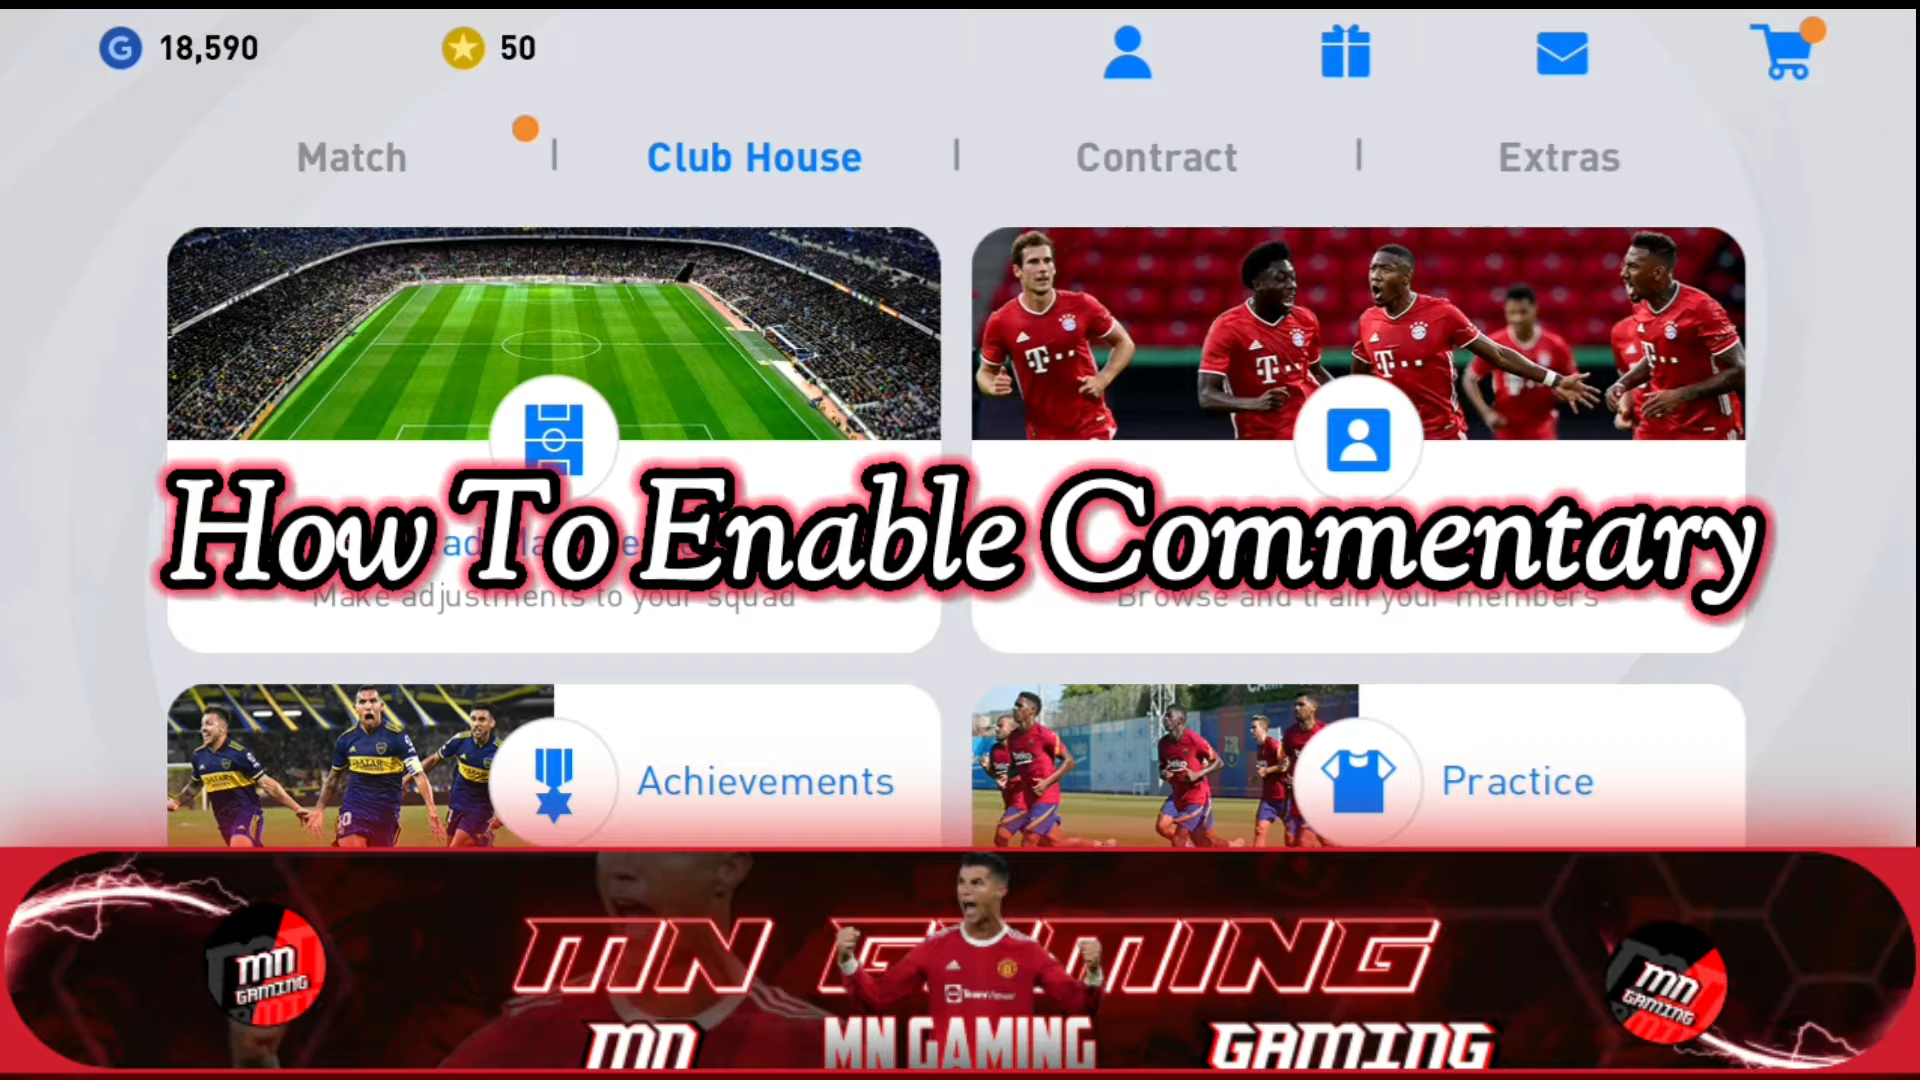 G 18,590 50
Match | Club House | Contract | Extras
How To Enable Commentary
Make adjustments to your squad
Browse and train your members
Achievements
Practice
MN GAMING
MN GAMING
MN GAMING
MN MN GAMING GAMING